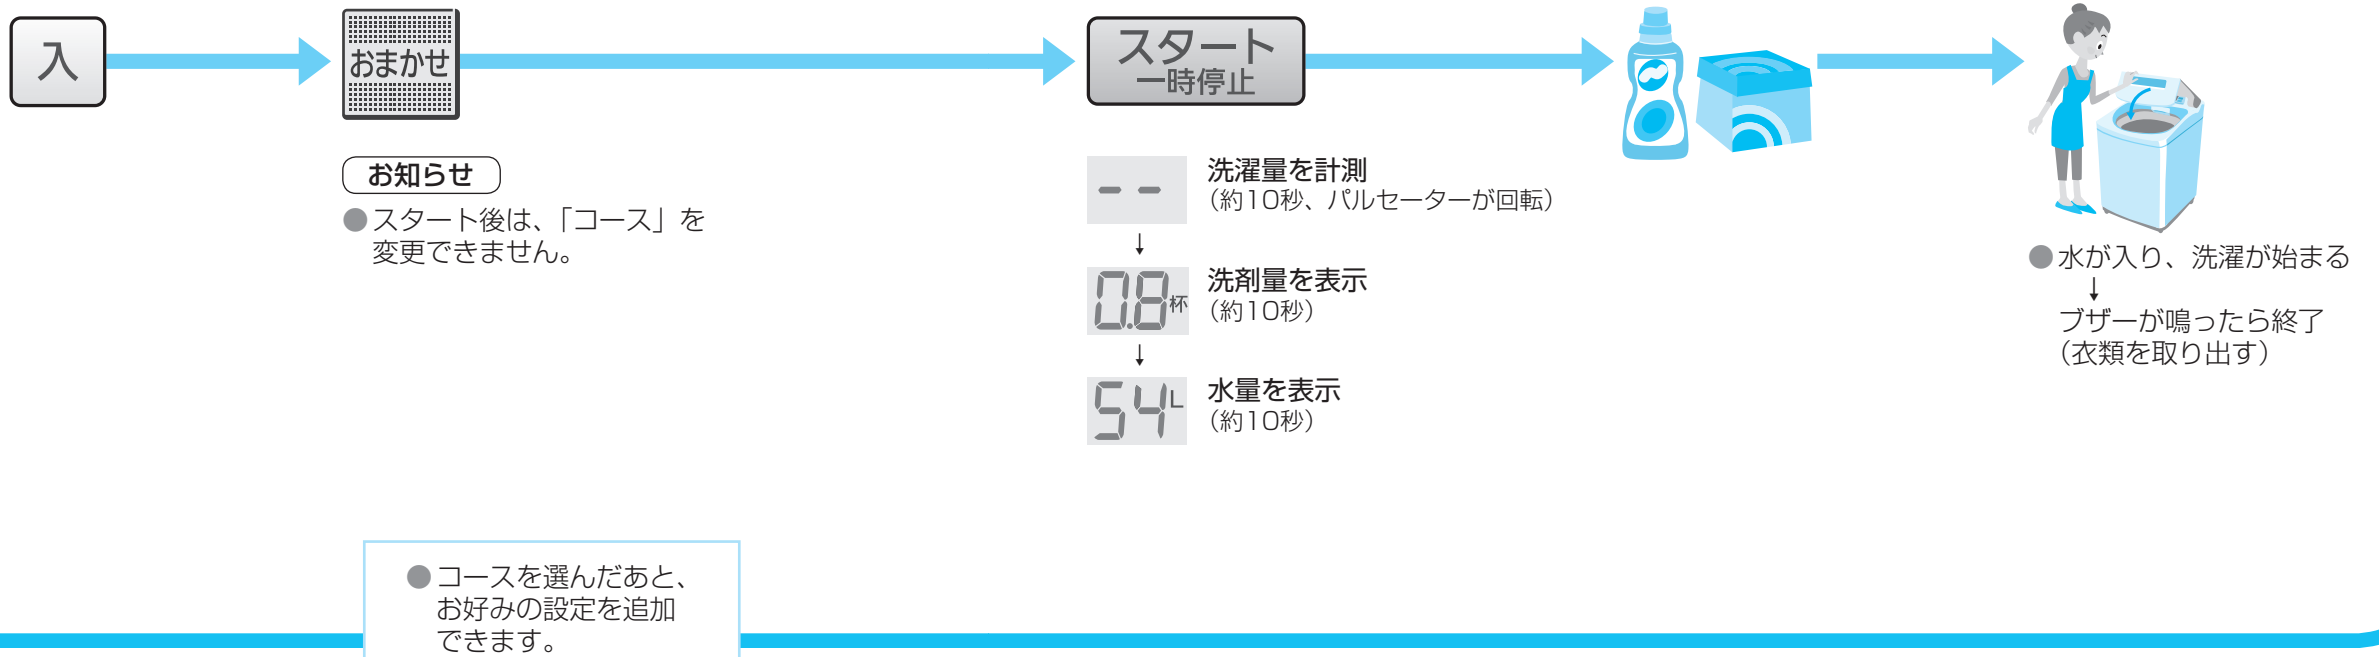 入
おまかせ
お知らせ
●スタート後は、「コース」を
変更できません。
スタート
一時停止
--
洗濯量を計測
（約10秒、パルセーターが回転）
↓
0.8杯
洗剤量を表示
（約10秒）
↓
54L
水量を表示
（約10秒）
●水が入り、洗濯が始まる
↓
ブザーが鳴ったら終了
（衣類を取り出す）
●コースを選んだあと、
お好みの設定を追加
できます。